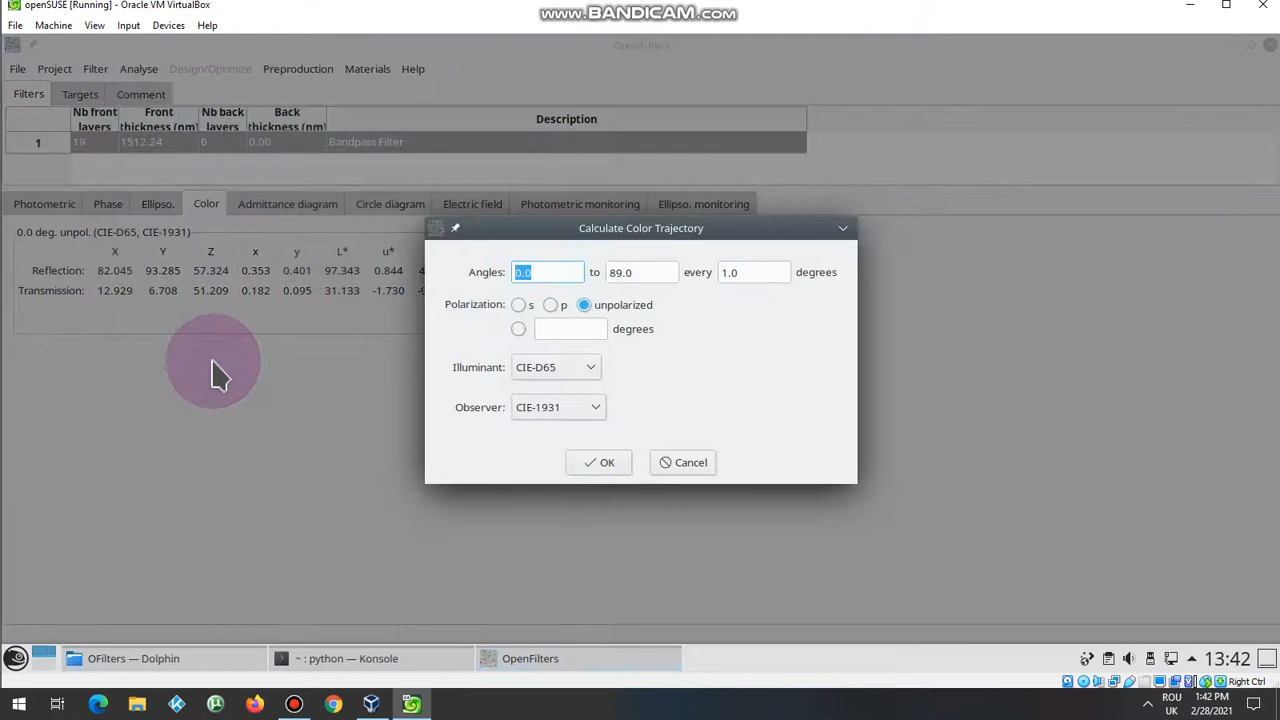 openSUSE [Running] - Oracle VM VirtualBox
www.BANDICAM.com
File Machine View Input Devices Help
OpenFilters
File Project Filter Analyse Design/Optimize Preproduction Materials Help
Filters Targets Comment
Nb front layers Front thickness (nm) Nb back layers Back thickness (nm) Description
1 19 1512.24 0 0.00 Bandpass Filter
Photometric Phase Ellipso. Color Admittance diagram Circle diagram Electric field Photometric monitoring Ellipso. monitoring
0.0 deg. unpol. (CIE-D65, CIE-1931)
X Y Z x y L* u*
Reflection: 82.045 93.285 57.324 0.353 0.401 97.343 0.844 4
Transmission: 12.929 6.708 51.209 0.182 0.095 31.133 -1.730
Calculate Color Trajectory
Angles: 0.0 to 89.0 every 1.0 degrees
Polarization: s p unpolarized
degrees
Illuminant: CIE-D65
Observer: CIE-1931
OK Cancel
OFilters — Dolphin ~ : python — Konsole OpenFilters 13:42
Right Ctrl
ROU 1:42 PM
UK 2/28/2021